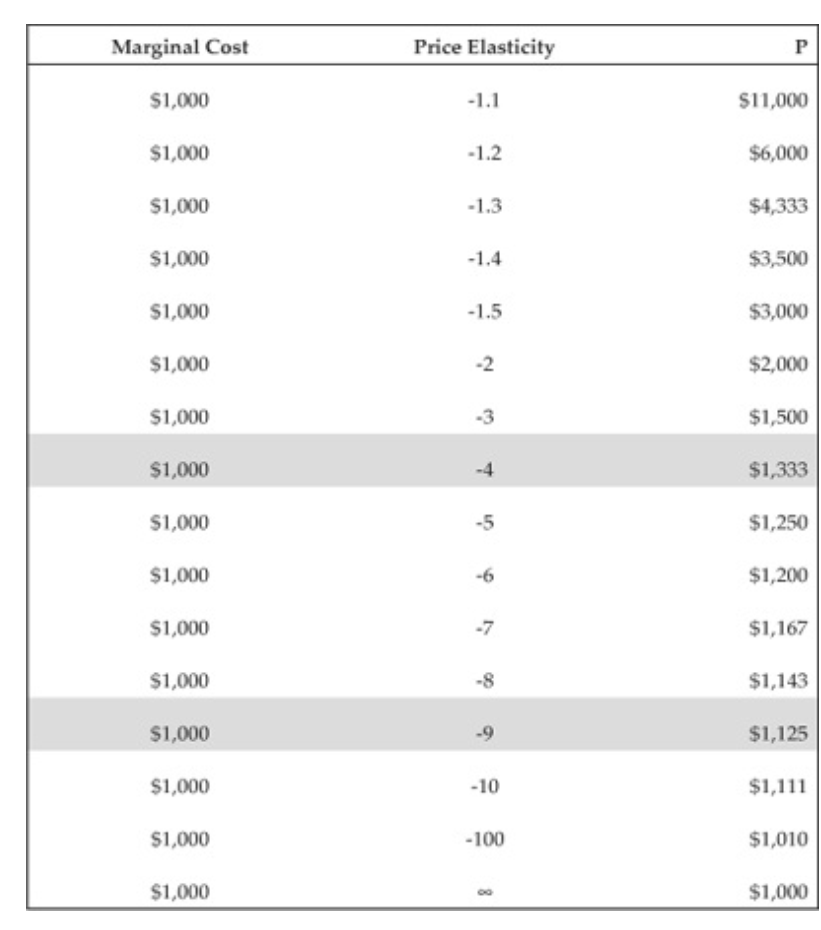 Marginal Cost Price Elasticity P
$1,000 -1.1 $11,000
$1,000 -1.2 $6,000
$1,000 -1.3 $4,333
$1,000 -1.4 $3,500
$1,000 -1.5 $3,000
$1,000 -2 $2,000
$1,000 -3 $1,500
$1,000 -4 $1,333
$1,000 -5 $1,250
$1,000 -6 $1,200
$1,000 -7 $1,167
$1,000 -8 $1,143
$1,000 -9 $1,125
$1,000 -10 $1,111
$1,000 -100 $1,010
$1,000 ∞ $1,000